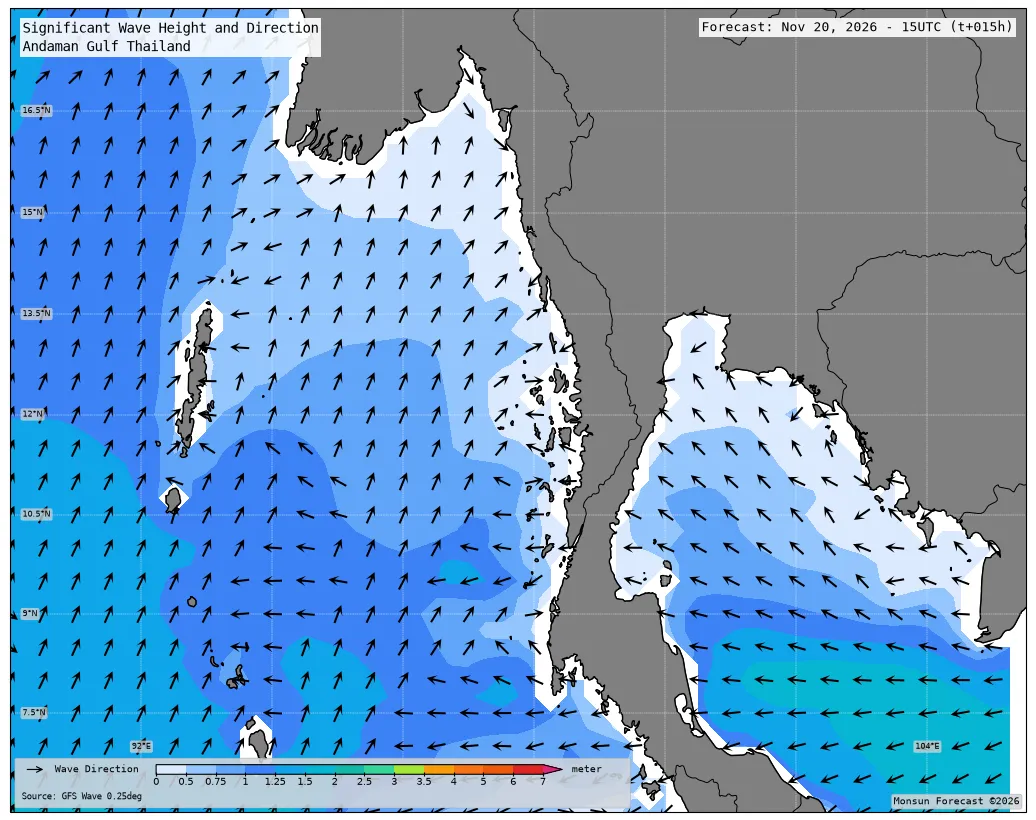 Significant Wave Height and Direction
Andaman Gulf Thailand
Forecast: Nov 20, 2026 - 15UTC (t+015h)
16.5°N
15°N
13.5°N
12°N
10.5°N
9°N
7.5°N
92°E
104°E
Wave Direction
0 0.5 0.75 1 1.25 1.5 2 2.5 3 3.5 4 5 6 7
meter
Source: GFS Wave 0.25deg
Monsun Forecast ©2026